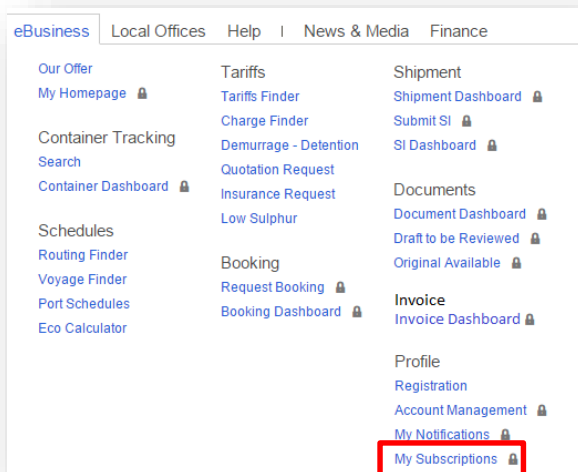 eBusiness Local Offices Help | News & Media Finance
Our Offer
My Homepage
Container Tracking
Search
Container Dashboard
Schedules
Routing Finder
Voyage Finder
Port Schedules
Eco Calculator
Tariffs
Tariffs Finder
Charge Finder
Demurrage - Detention
Quotation Request
Insurance Request
Low Sulphur
Booking
Request Booking
Booking Dashboard
Shipment
Shipment Dashboard
Submit SI
SI Dashboard
Documents
Document Dashboard
Draft to be Reviewed
Original Available
Invoice
Invoice Dashboard
Profile
Registration
Account Management
My Notifications
My Subscriptions